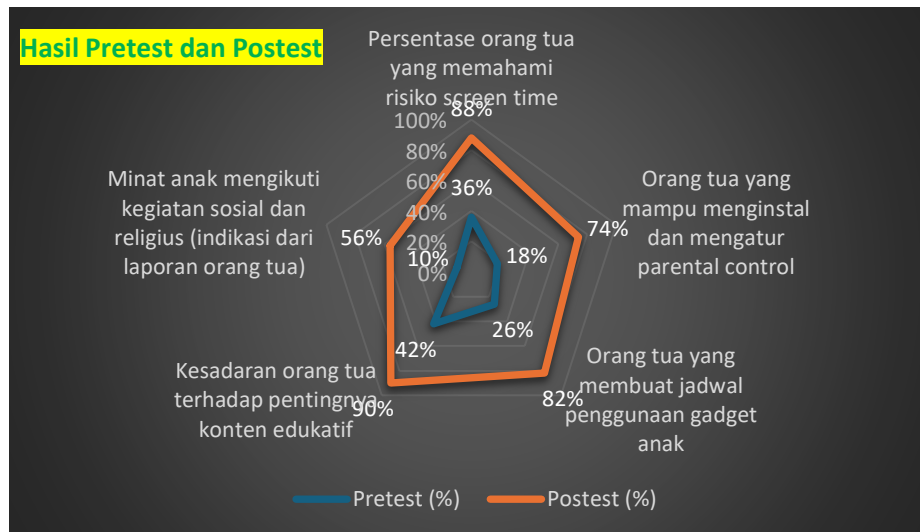 Hasil Pretest dan Postest
Persentase orang tua
yang memahami
risiko screen time
88%
100%
80%
60%
40%
20%
0%
36%
18%
26%
42%
10%
Orang tua yang
mampu menginstal
dan mengatur
parental control
74%
Orang tua yang
membuat jadwal
penggunaan gadget
anak
82%
Kesadaran orang tua
terhadap pentingnya
konten edukatif
90%
Minat anak mengikuti
kegiatan sosial dan
religius (indikasi dari
laporan orang tua)
56%
Pretest (%)
Postest (%)